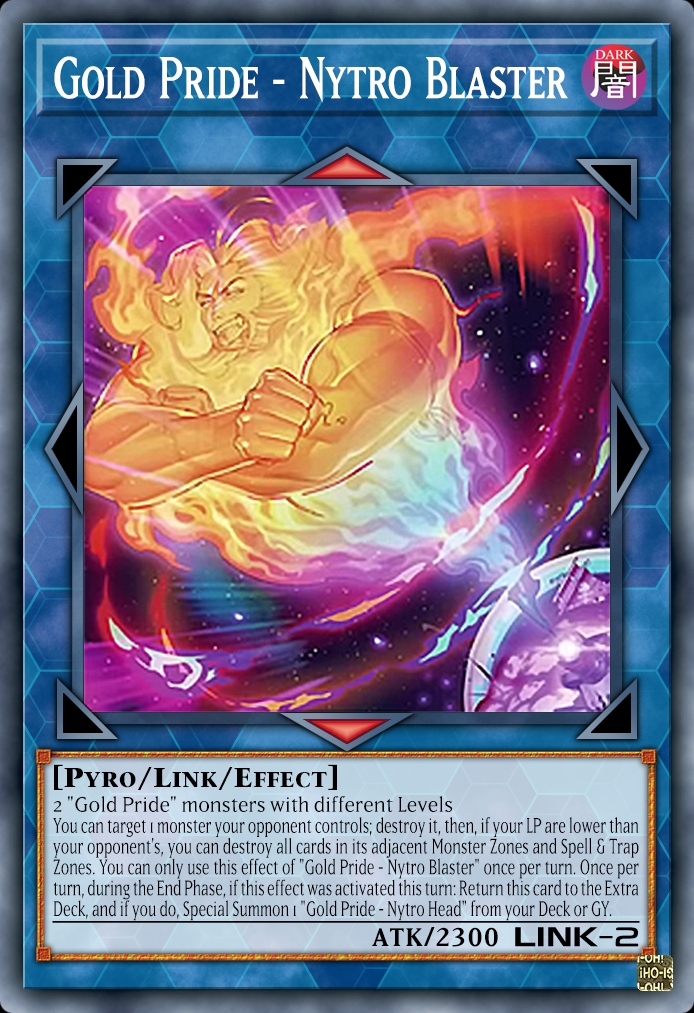 Gold Pride - Nytro Blaster
DARK
闇
[Pyro/Link/Effect]
2 "Gold Pride" monsters with different Levels
You can target 1 monster your opponent controls; destroy it, then, if your LP are lower than
your opponent's, you can destroy all cards in its adjacent Monster Zones and Spell & Trap
Zones. You can only use this effect of "Gold Pride - Nytro Blaster" once per turn. Once per
turn, during the End Phase, if this effect was activated this turn: Return this card to the Extra
Deck, and if you do, Special Summon 1 "Gold Pride - Nytro Head" from your Deck or GY.
ATK/2300 LINK-2